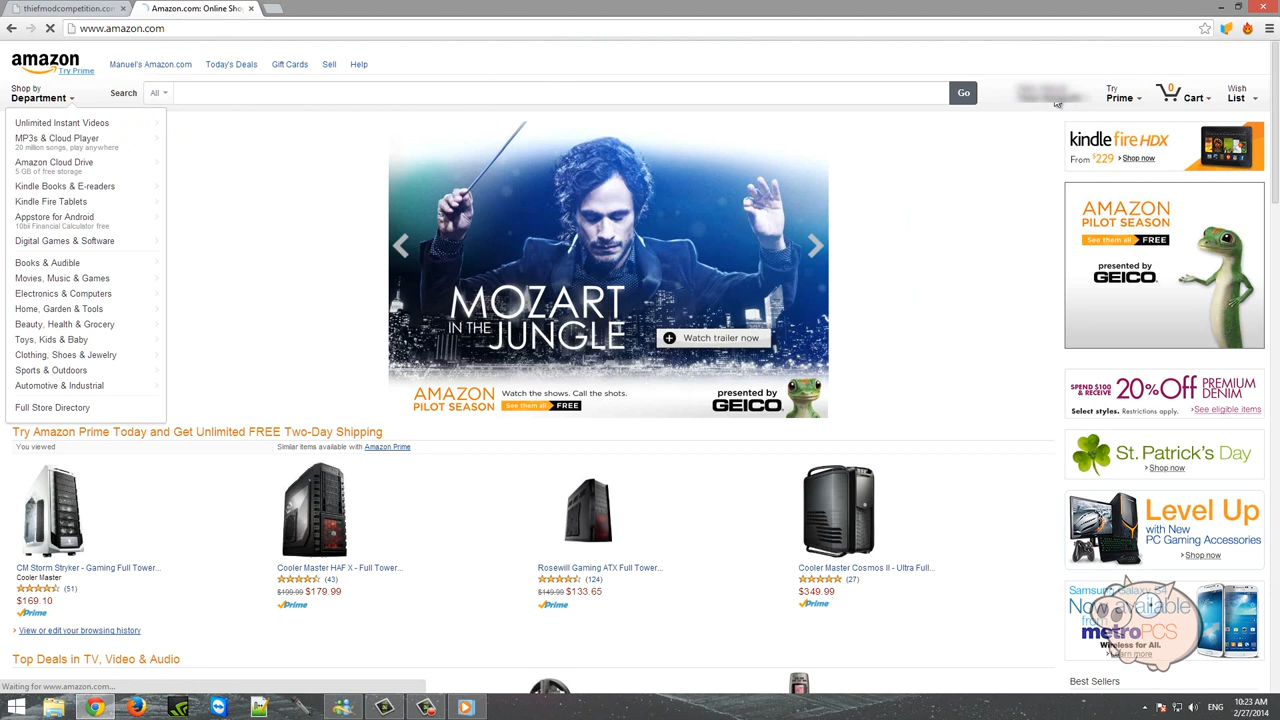 thiefmodcompetition.com
Amazon.com: Online Sho
www.amazon.com
amazon
Try Prime
Manuel's Amazon.com
Today's Deals
Gift Cards
Sell
Help
Shop by
Department
Search
All
Go
Try
Prime
0
Cart
Wish
List
Unlimited Instant Videos
MP3s & Cloud Player
20 million songs, play anywhere
Amazon Cloud Drive
5 GB of free storage
Kindle Books & E-readers
Kindle Fire Tablets
Appstore for Android
10bii Financial Calculator free
Digital Games & Software
Books & Audible
Movies, Music & Games
Electronics & Computers
Home, Garden & Tools
Beauty, Health & Grocery
Toys, Kids & Baby
Clothing, Shoes & Jewelry
Sports & Outdoors
Automotive & Industrial
Full Store Directory
MOZART
IN THE JUNGLE
Watch trailer now
AMAZON
PILOT SEASON
Watch the shows. Call the shots.
See them all FREE
presented by
GEICO
kindle fire HDX
From $229 Shop now
AMAZON
PILOT SEASON
See them all FREE
presented by
GEICO
SPEND $100
& RECEIVE
20% Off PREMIUM
DENIM
Select styles. Restrictions apply. >See eligible items
St. Patrick's Day
Shop now
Level Up
with New
PC Gaming Accessories
Shop now
Samsung Galaxy S4
Now available
from
metroPCS
Wireless for All.
Learn more
Best Sellers
Try Amazon Prime Today and Get Unlimited FREE Two-Day Shipping
You viewed
Similar items available with Amazon Prime
CM Storm Stryker - Gaming Full Tower...
Cooler Master
(51)
$169.10
Prime
Cooler Master HAF X - Full Tower...
(43)
$199.99 $179.99
Prime
Rosewill Gaming ATX Full Tower...
(124)
$149.99 $133.65
Prime
Cooler Master Cosmos II - Ultra Full...
(27)
$349.99
Prime
View or edit your browsing history
Top Deals in TV, Video & Audio
Waiting for www.amazon.com...
ENG
10:23 AM
2/27/2014